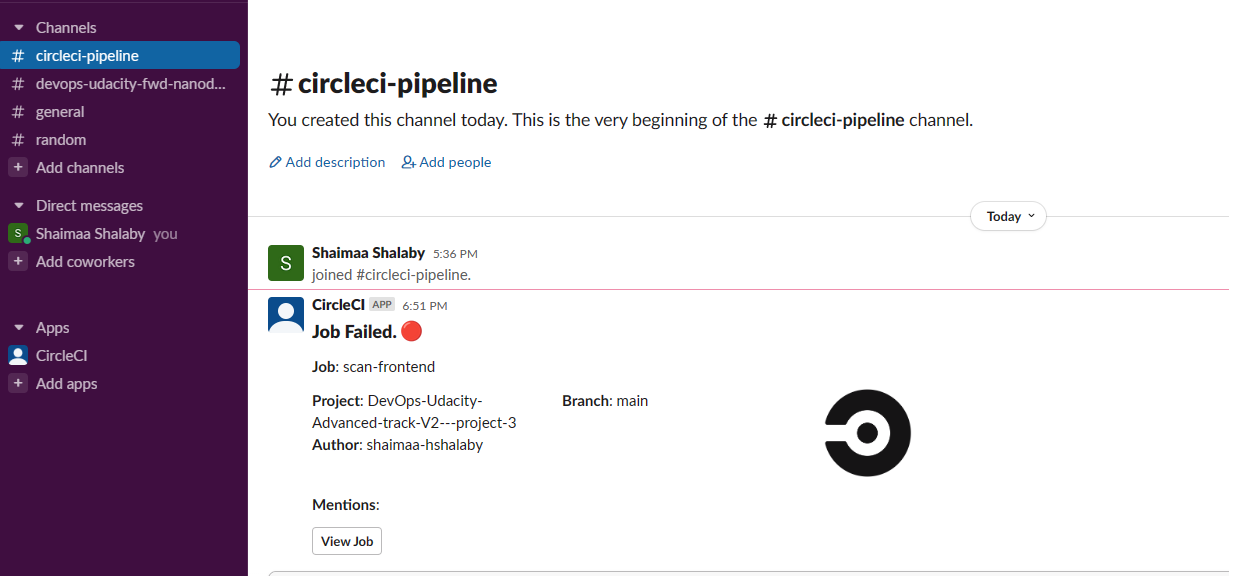 Channels
# circleci-pipeline
# devops-udacity-fwd-nanod...
# general
# random
+ Add channels
Direct messages
S Shaimaa Shalaby you
+ Add coworkers
Apps
CircleCI
+ Add apps
# circleci-pipeline
You created this channel today. This is the very beginning of the # circleci-pipeline channel.
Add description Add people
Today
S
Shaimaa Shalaby 5:36 PM
joined #circleci-pipeline.
CircleCI APP 6:51 PM
Job Failed. 🔴
Job: scan-frontend
Project: DevOps-Udacity-
Advanced-track-V2---project-3
Branch: main
Author: shaimaa-hshalaby
Mentions:
View Job